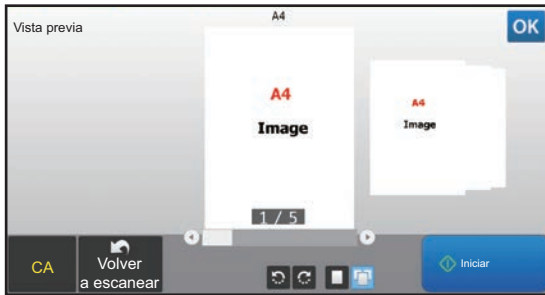 A4
Vista previa
OK
A4
Image
A4
Image
1 / 5
CA
Volver
a escanear
Iniciar